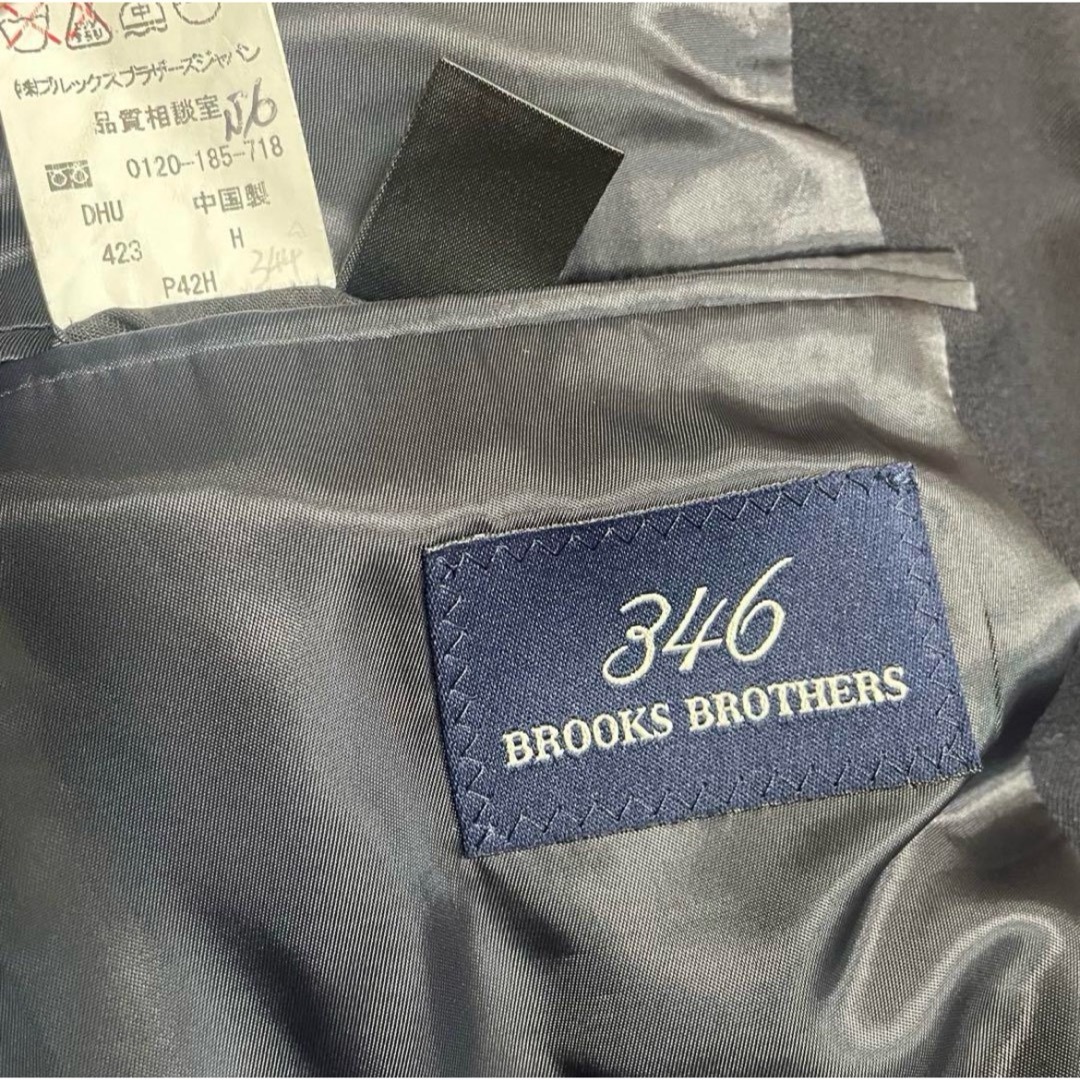 (株)ブルックスブラザーズジャパン
品質相談室
0120-185-718
DHU 中国製
423 H
P42H
346
BROOKS BROTHERS